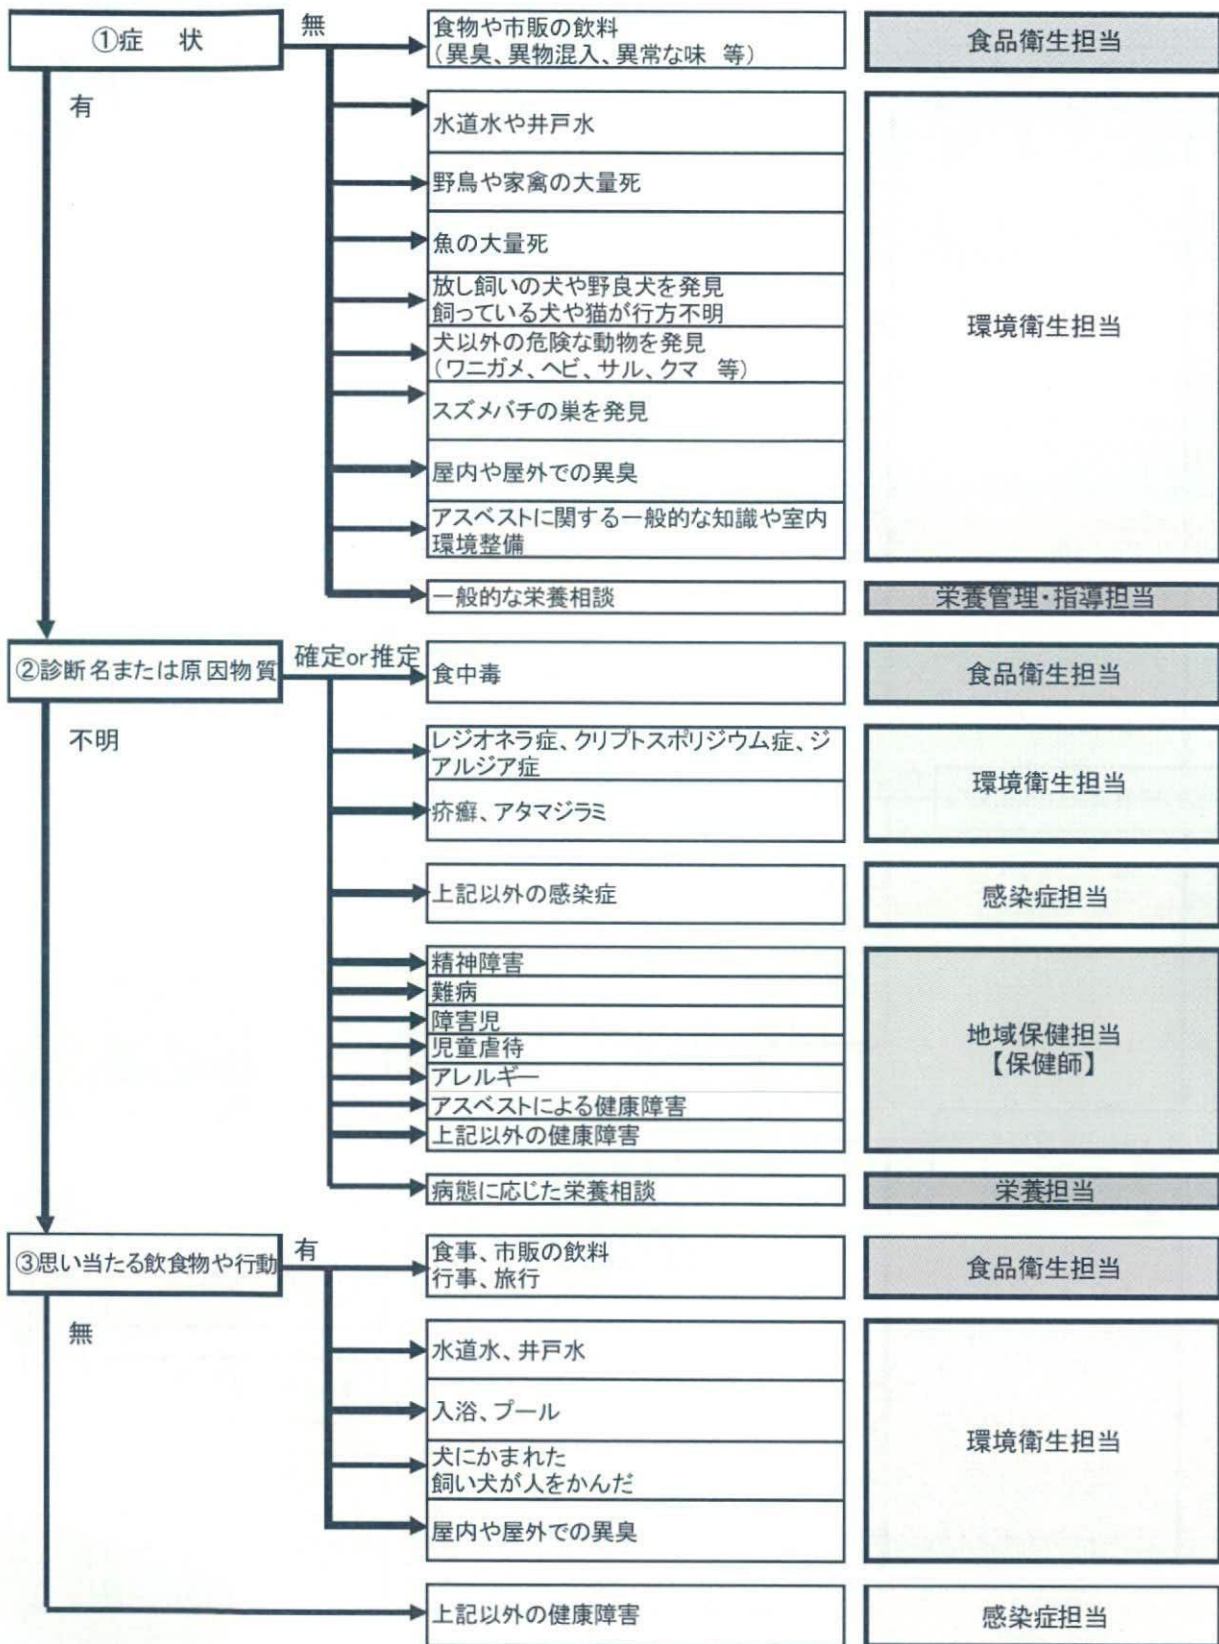 ①症　状
無
食物や市販の飲料
（異臭、異物混入、異常な味　等）
食品衛生担当
有
水道水や井戸水
野鳥や家禽の大量死
魚の大量死
放し飼いの犬や野良犬を発見
飼っている犬や猫が行方不明
犬以外の危険な動物を発見
（ワニガメ、ヘビ、サル、クマ　等）
スズメバチの巣を発見
屋内や屋外での異臭
アスベストに関する一般的な知識や室内
環境整備
環境衛生担当
一般的な栄養相談
栄養管理・指導担当
②診断名または原因物質
確定or推定
食中毒
食品衛生担当
不明
レジオネラ症、クリプトスポリジウム症、ジ
アルジア症
疥癬、アタマジラミ
環境衛生担当
上記以外の感染症
感染症担当
精神障害
難病
障害児
児童虐待
アレルギー
アスベストによる健康障害
上記以外の健康障害
地域保健担当
【保健師】
病態に応じた栄養相談
栄養担当
③思い当たる飲食物や行動
有
食事、市販の飲料
行事、旅行
食品衛生担当
無
水道水、井戸水
入浴、プール
犬にかまれた
飼い犬が人をかんだ
屋内や屋外での異臭
環境衛生担当
上記以外の健康障害
感染症担当